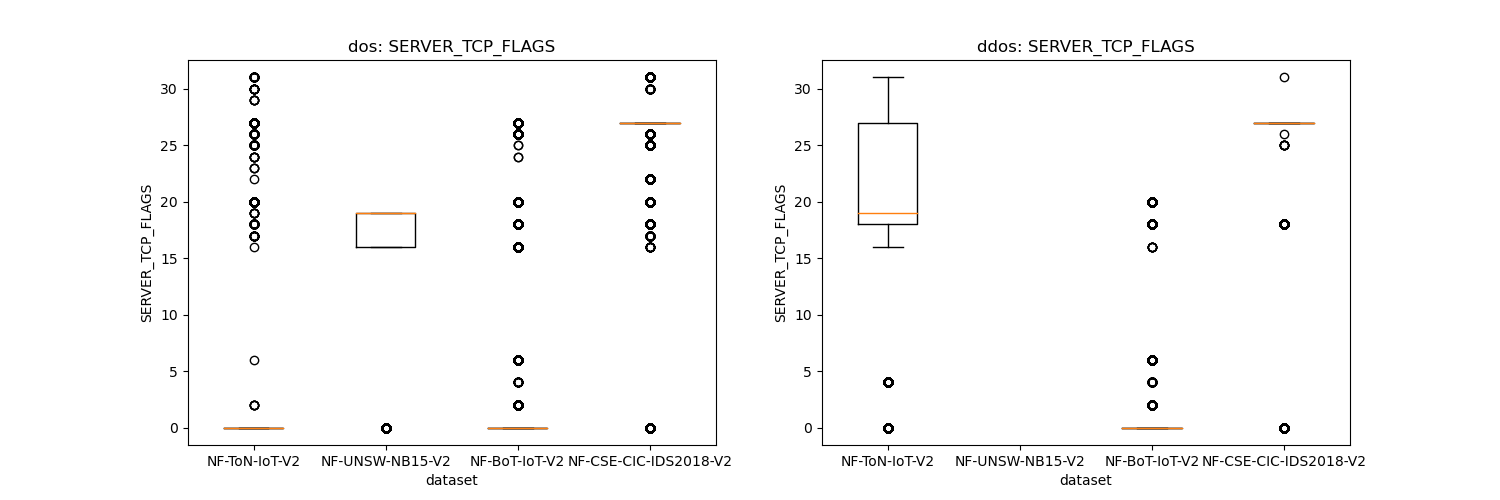 dos: SERVER_TCP_FLAGS
SERVER_TCP_FLAGS
30
25
20
15
10
5
0
NF-ToN-IoT-V2 NF-UNSW-NB15-V2 NF-BoT-IoT-V2 NF-CSE-CIC-IDS2018-V2
dataset
ddos: SERVER_TCP_FLAGS
SERVER_TCP_FLAGS
30
25
20
15
10
5
0
NF-ToN-IoT-V2 NF-UNSW-NB15-V2 NF-BoT-IoT-V2 NF-CSE-CIC-IDS2018-V2
dataset